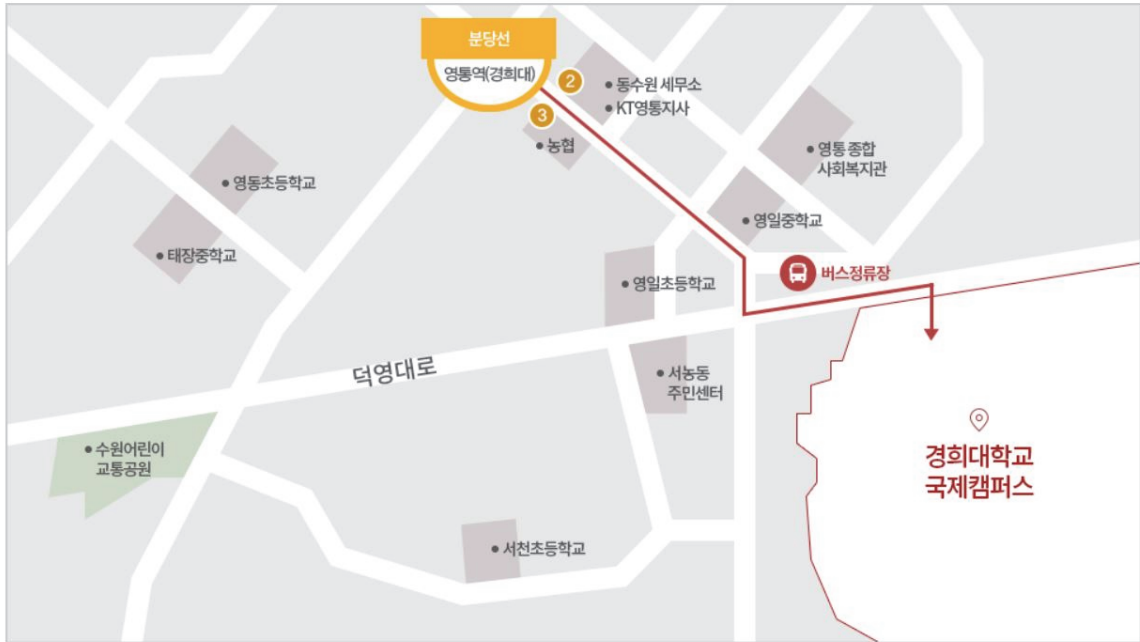 분당선
영통역(경희대)
2
3
동수원 세무소
KT영통지사
농협
영통 종합
사회복지관
영동초등학교
태장중학교
영일중학교
영일초등학교
버스정류장
덕영대로
서농동
주민센터
수원어린이
교통공원
경희대학교
국제캠퍼스
서천초등학교